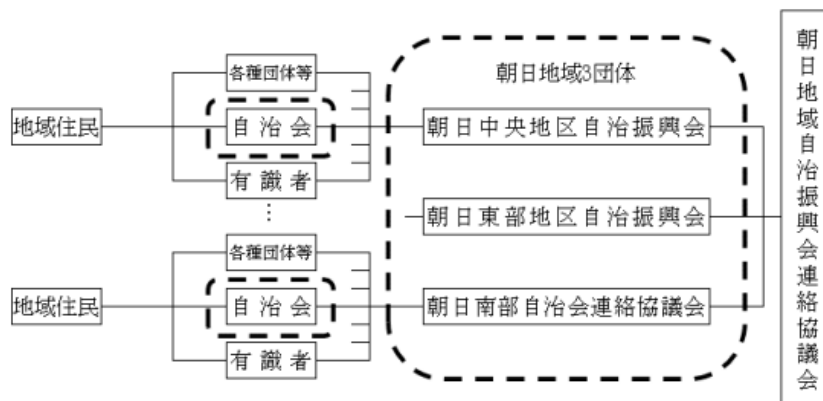 各種団体等
地域住民
自治会
有識者
⋮
各種団体等
地域住民
自治会
有識者
朝日地域3団体
朝日中央地区自治振興会
朝日東部地区自治振興会
朝日南部自治会連絡協議会
朝日地域自治振興会連絡協議会